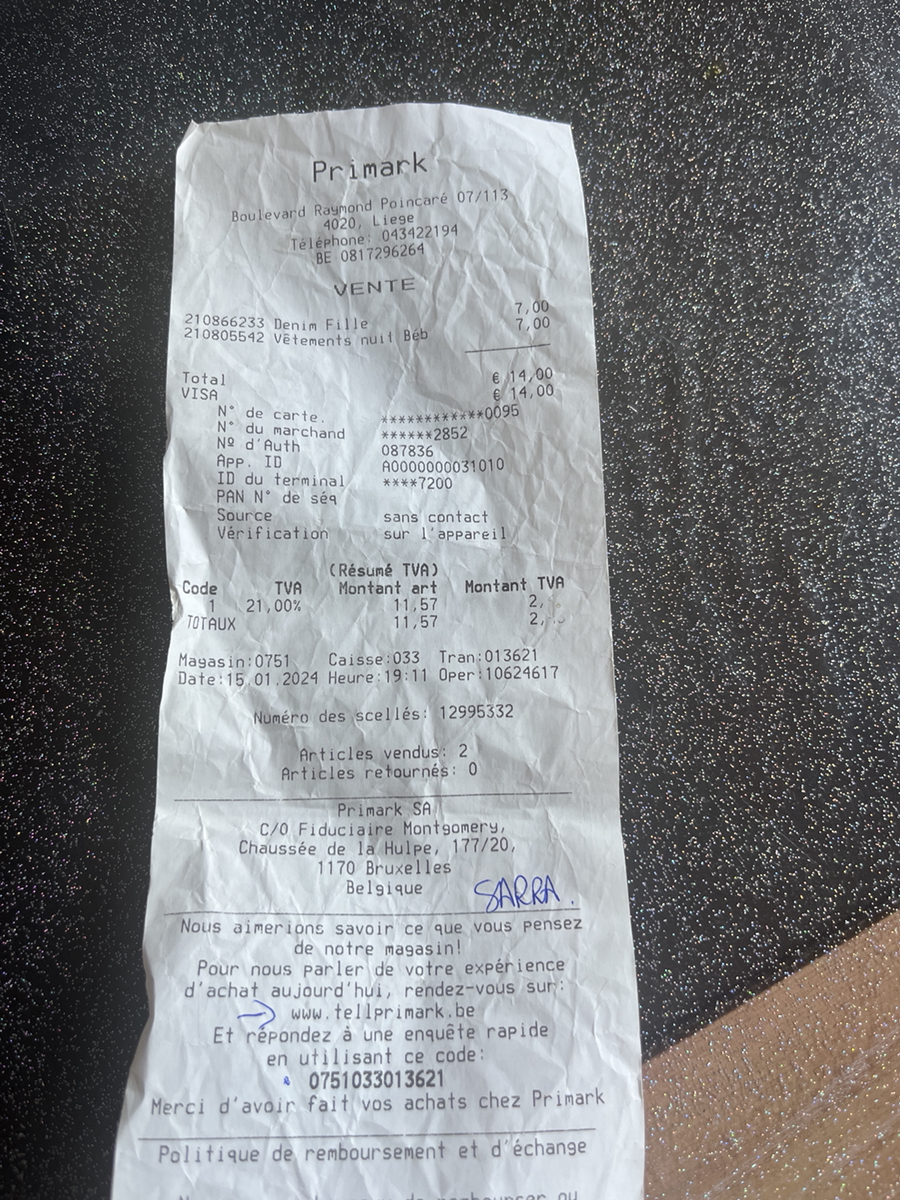 Primark
Boulevard Raymond Poincaré 07/113
4020, Liege
Téléphone: 043422194
BE 0817296264
VENTE
210866233 Denim Fille 7,00
210805542 Vêtements nuit Béb 7,00
Total € 14,00
VISA € 14,00
N° de carte. ************0095
N° du marchand ******2852
Nº d'Auth 087836
App. ID A0000000031010
ID du terminal ****7200
PAN N° de séq
Source sans contact
Vérification sur l'appareil
(Résumé TVA)
Code TVA Montant art Montant TVA
1 21,00% 11,57
TOTAUX 11,57
Magasin:0751 Caisse:033 Tran:013621
Date:15.01.2024 Heure:19:11 Oper:10624617
Numéro des scellés: 12995332
Articles vendus: 2
Articles retournés: 0
Primark SA
C/O Fiduciaire Montgomery,
Chaussée de la Hulpe, 177/20,
1170 Bruxelles
Belgique
SARRA.
Nous aimerions savoir ce que vous pensez
de notre magasin!
Pour nous parler de votre expérience
d'achat aujourd'hui, rendez-vous sur:
www.tellprimark.be
Et répondez à une enquête rapide
en utilisant ce code:
0751033013621
Merci d'avoir fait vos achats chez Primark
Politique de remboursement et d'échange